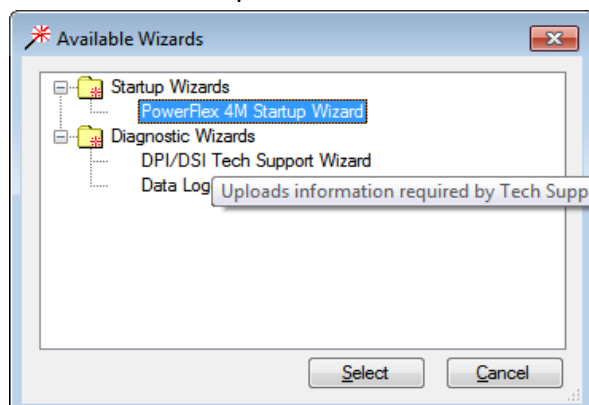 Available Wizards
Startup Wizards
PowerFlex 4M Startup Wizard
Diagnostic Wizards
DPI/DSI Tech Support Wizard
Data Log
Uploads information required by Tech Supp
Select
Cancel